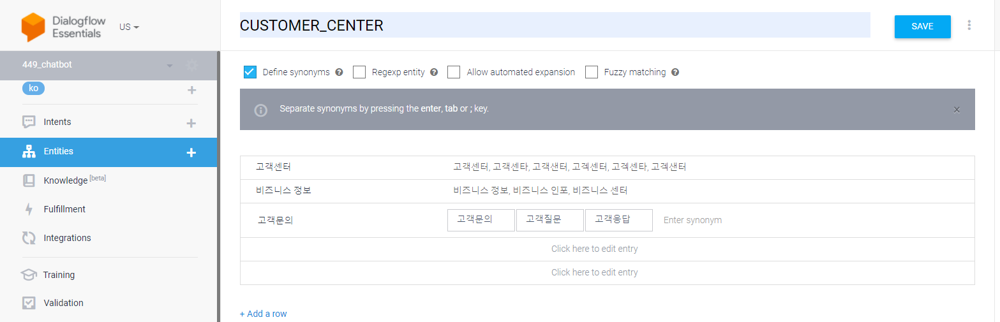 Dialogflow
Essentials
US
CUSTOMER_CENTER
SAVE
449_chatbot
ko
Intents
Entities
Knowledge [beta]
Fulfillment
Integrations
Training
Validation
Define synonyms
Regexp entity
Allow automated expansion
Fuzzy matching
Separate synonyms by pressing the enter, tab or ; key.
고객센터 고객센터, 고객센타, 고객샌터, 고겍센터, 고겍센타, 고겍샌터
비즈니스 정보 비즈니스 정보, 비즈니스 인포, 비즈니스 센터
고객문의 고객문의 고객질문 고객응답 Enter synonym
Click here to edit entry
Click here to edit entry
+ Add a row